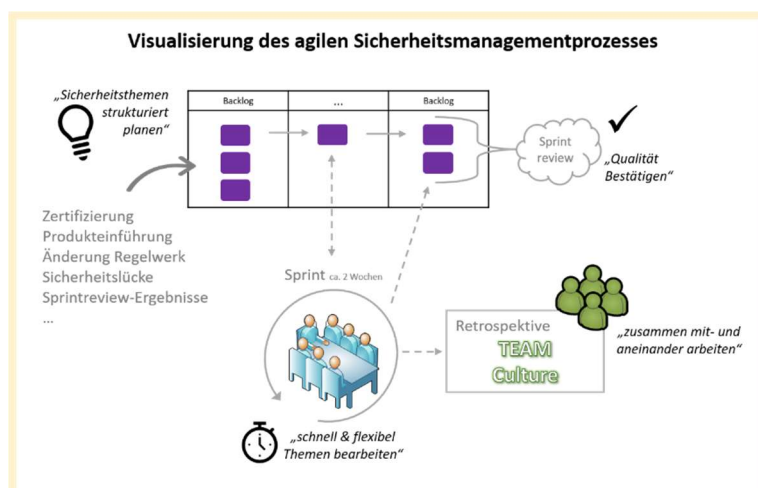 Visualisierung des agilen Sicherheitsmanagementprozesses
„Sicherheitsthemen
strukturiert
planen“
Backlog
...
Backlog
Sprint
review
„Qualität
Bestätigen“
Zertifizierung
Produkteinführung
Änderung Regelwerk
Sicherheitslücke
Sprintreview-Ergebnisse
...
Sprint ca. 2 Wochen
Retrospektive
TEAM
Culture
„zusammen mit- und
aneinander arbeiten“
„schnell & flexibel
Themen bearbeiten“